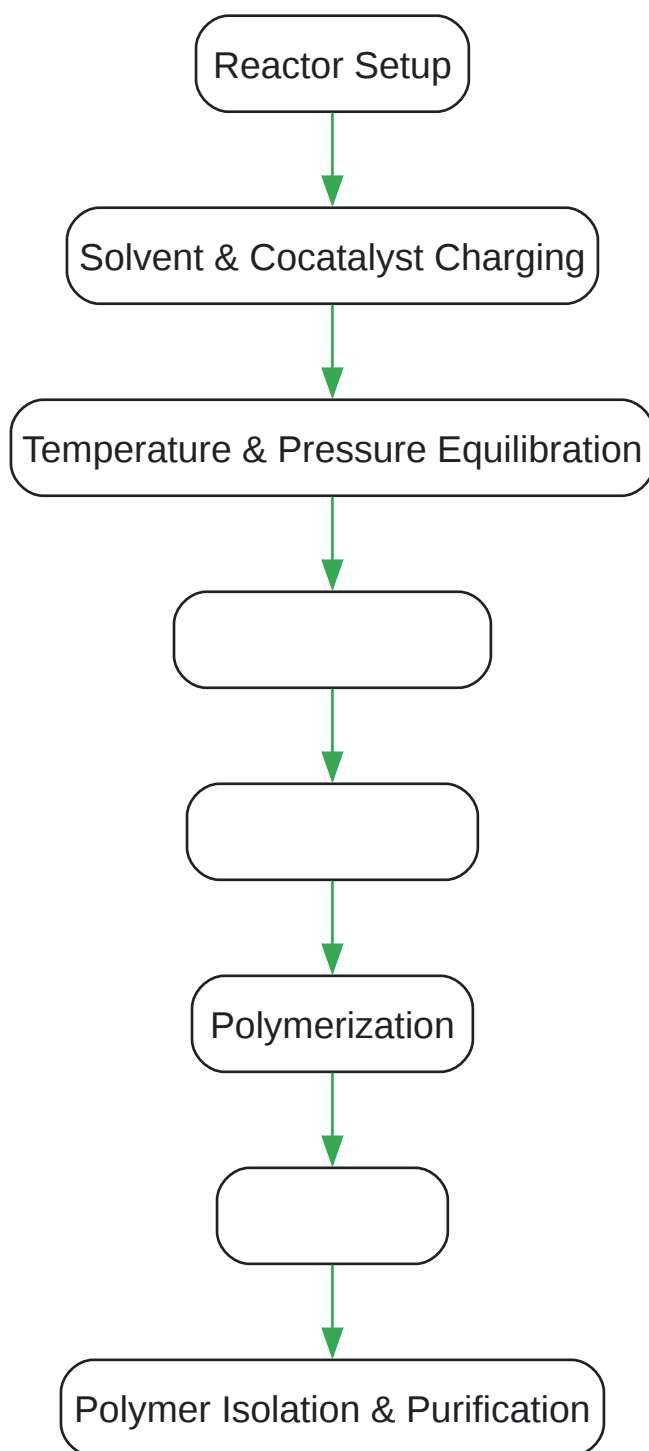 Reactor Setup
Solvent & Cocatalyst Charging
Temperature & Pressure Equilibration
Polymerization
Polymer Isolation & Purification